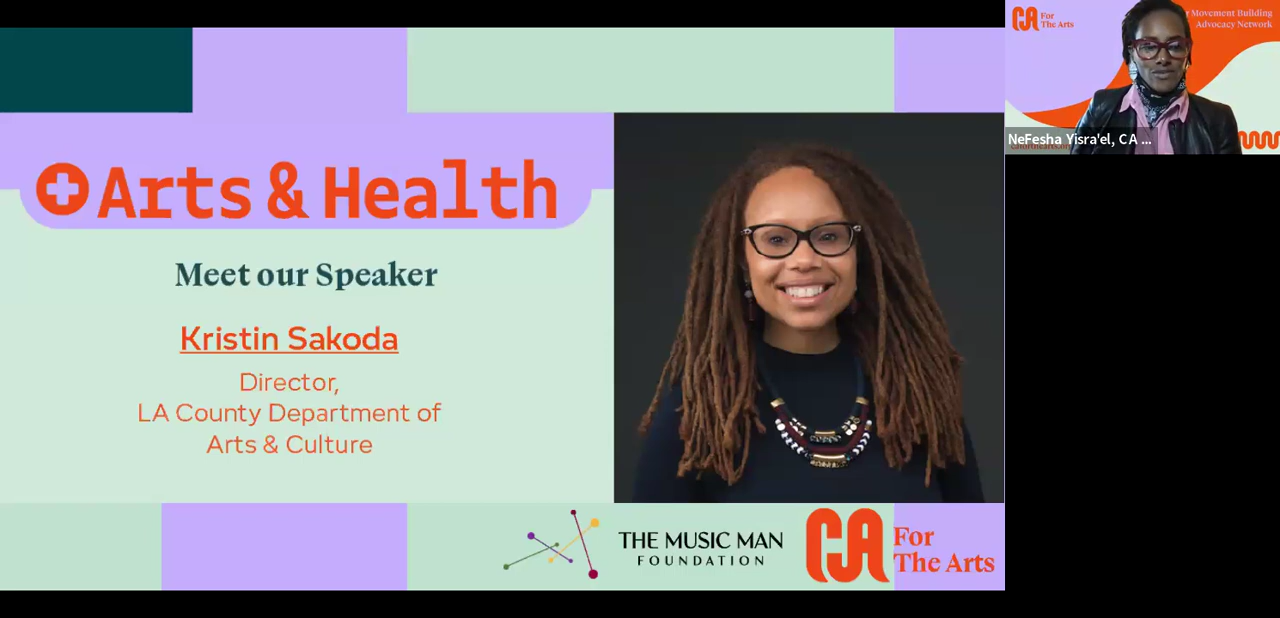 Arts & Health
Meet our Speaker
Kristin Sakoda
Director,
LA County Department of
Arts & Culture
THE MUSIC MAN
FOUNDATION
CA For
The Arts
CA For
The Arts
Movement Building
Advocacy Network
NeFesha Yisra'el, CA ...